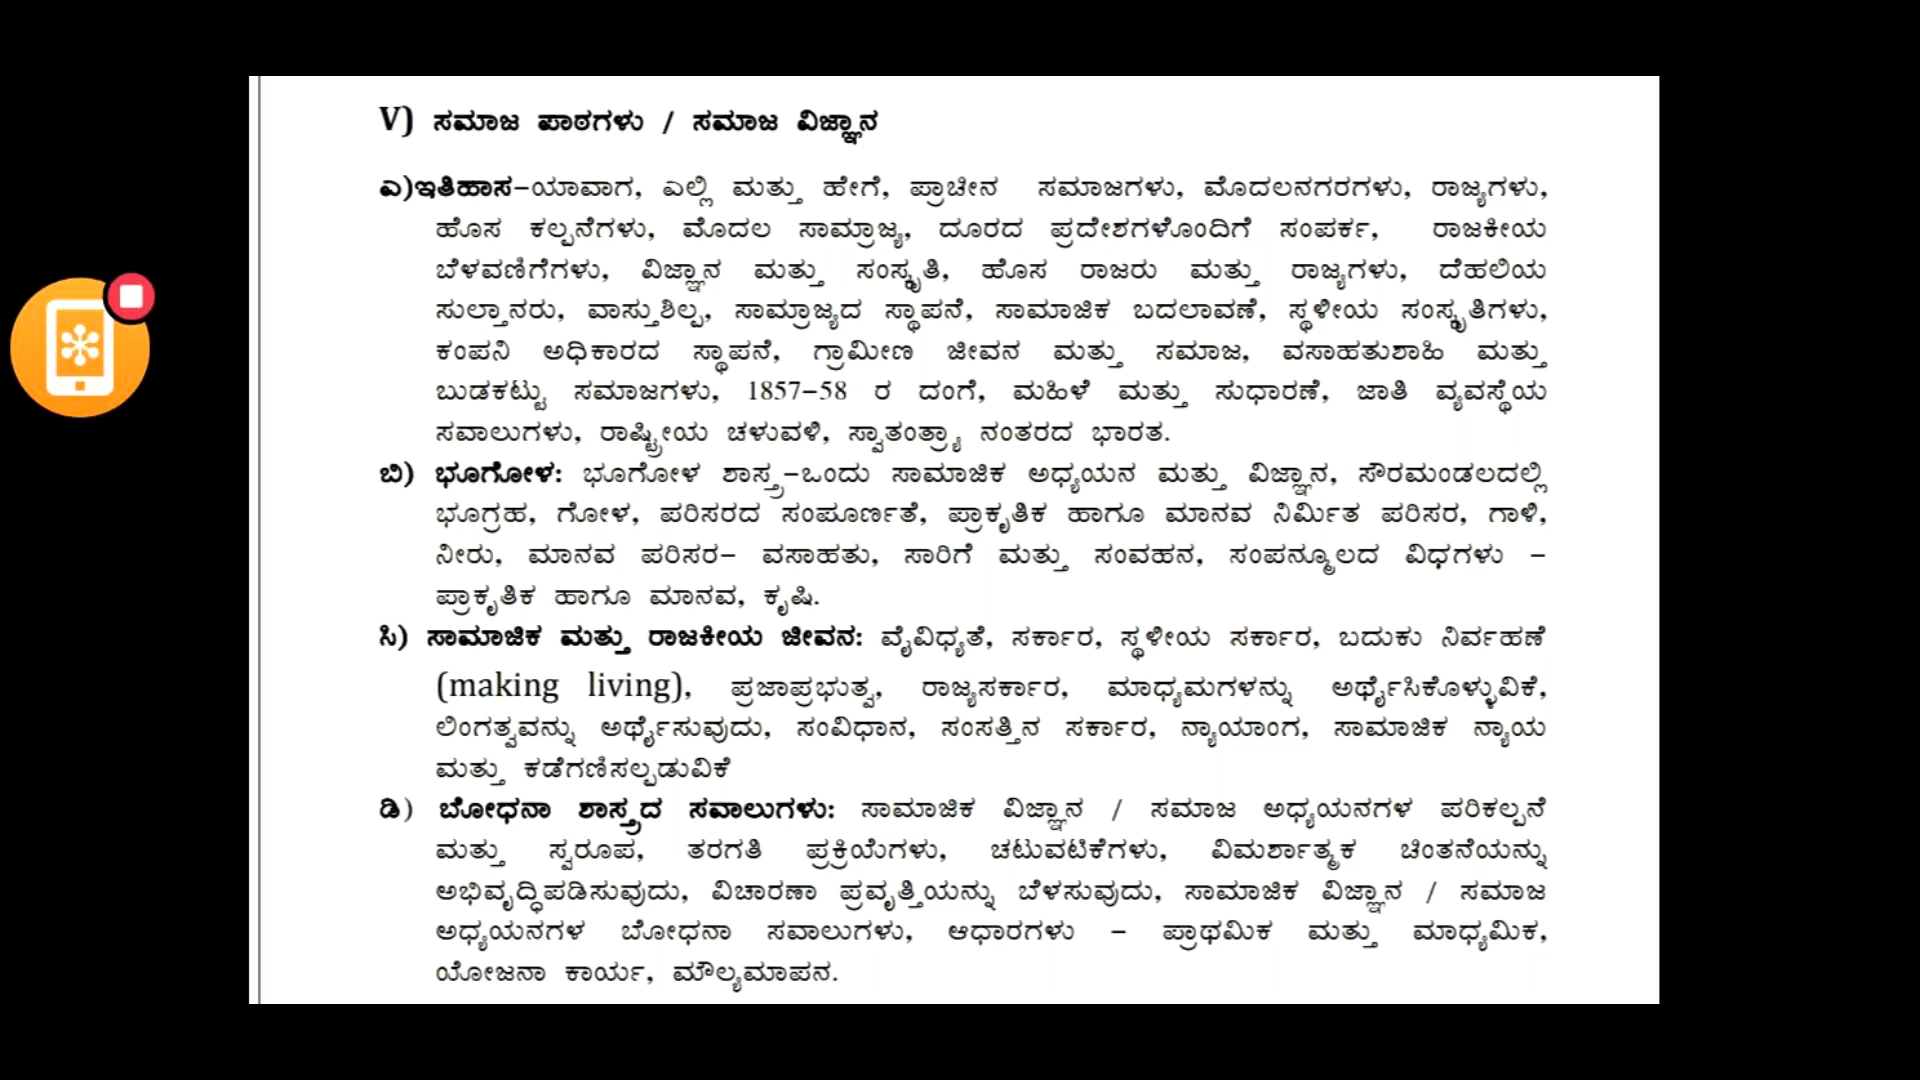 V) ಸಮಾಜ ಪಾಠಗಳು / ಸಮಾಜ ವಿಜ್ಞಾನ
ಎ)ಇತಿಹಾಸ–ಯಾವಾಗ, ಎಲ್ಲಿ ಮತ್ತು ಹೇಗೆ, ಪ್ರಾಚೀನ ಸಮಾಜಗಳು, ಮೊದಲನಗರಗಳು, ರಾಜ್ಯಗಳು,
ಹೊಸ ಕಲ್ಪನೆಗಳು, ಮೊದಲ ಸಾಮ್ರಾಜ್ಯ, ದೂರದ ಪ್ರದೇಶಗಳೊಂದಿಗೆ ಸಂಪರ್ಕ, ರಾಜಕೀಯ
ಬೆಳವಣಿಗೆಗಳು, ವಿಜ್ಞಾನ ಮತ್ತು ಸಂಸ್ಕೃತಿ, ಹೊಸ ರಾಜರು ಮತ್ತು ರಾಜ್ಯಗಳು, ದೆಹಲಿಯ
ಸುಲ್ತಾನರು, ವಾಸ್ತುಶಿಲ್ಪ, ಸಾಮ್ರಾಜ್ಯದ ಸ್ಥಾಪನೆ, ಸಾಮಾಜಿಕ ಬದಲಾವಣೆ, ಸ್ಥಳೀಯ ಸಂಸ್ಕೃತಿಗಳು,
ಕಂಪನಿ ಅಧಿಕಾರದ ಸ್ಥಾಪನೆ, ಗ್ರಾಮೀಣ ಜೀವನ ಮತ್ತು ಸಮಾಜ, ವಸಾಹತುಶಾಹಿ ಮತ್ತು
ಬುಡಕಟ್ಟು ಸಮಾಜಗಳು, 1857–58 ರ ದಂಗೆ, ಮಹಿಳೆ ಮತ್ತು ಸುಧಾರಣೆ, ಜಾತಿ ವ್ಯವಸ್ಥೆಯ
ಸವಾಲುಗಳು, ರಾಷ್ಟ್ರೀಯ ಚಳುವಳಿ, ಸ್ವಾತಂತ್ರ್ಯಾ ನಂತರದ ಭಾರತ.
ಬಿ) ಭೂಗೋಳ: ಭೂಗೋಳ ಶಾಸ್ತ್ರ–ಒಂದು ಸಾಮಾಜಿಕ ಅಧ್ಯಯನ ಮತ್ತು ವಿಜ್ಞಾನ, ಸೌರಮಂಡಲದಲ್ಲಿ
ಭೂಗ್ರಹ, ಗೋಳ, ಪರಿಸರದ ಸಂಪೂರ್ಣತೆ, ಪ್ರಾಕೃತಿಕ ಹಾಗೂ ಮಾನವ ನಿರ್ಮಿತ ಪರಿಸರ, ಗಾಳಿ,
ನೀರು, ಮಾನವ ಪರಿಸರ– ವಸಾಹತು, ಸಾರಿಗೆ ಮತ್ತು ಸಂವಹನ, ಸಂಪನ್ಮೂಲದ ವಿಧಗಳು –
ಪ್ರಾಕೃತಿಕ ಹಾಗೂ ಮಾನವ, ಕೃಷಿ.
ಸಿ) ಸಾಮಾಜಿಕ ಮತ್ತು ರಾಜಕೀಯ ಜೀವನ: ವೈವಿಧ್ಯತೆ, ಸರ್ಕಾರ, ಸ್ಥಳೀಯ ಸರ್ಕಾರ, ಬದುಕು ನಿರ್ವಹಣೆ
(making living), ಪ್ರಜಾಪ್ರಭುತ್ವ, ರಾಜ್ಯಸರ್ಕಾರ, ಮಾಧ್ಯಮಗಳನ್ನು ಅರ್ಥೈಸಿಕೊಳ್ಳುವಿಕೆ,
ಲಿಂಗತ್ವವನ್ನು ಅರ್ಥೈಸುವುದು, ಸಂವಿಧಾನ, ಸಂಸತ್ತಿನ ಸರ್ಕಾರ, ನ್ಯಾಯಾಂಗ, ಸಾಮಾಜಿಕ ನ್ಯಾಯ
ಮತ್ತು ಕಡೆಗಣಿಸಲ್ಪಡುವಿಕೆ
ಡಿ) ಬೋಧನಾ ಶಾಸ್ತ್ರದ ಸವಾಲುಗಳು: ಸಾಮಾಜಿಕ ವಿಜ್ಞಾನ / ಸಮಾಜ ಅಧ್ಯಯನಗಳ ಪರಿಕಲ್ಪನೆ
ಮತ್ತು ಸ್ವರೂಪ, ತರಗತಿ ಪ್ರಕ್ರಿಯೆಗಳು, ಚಟುವಟಿಕೆಗಳು, ವಿಮರ್ಶಾತ್ಮಕ ಚಿಂತನೆಯನ್ನು
ಅಭಿವೃದ್ಧಿಪಡಿಸುವುದು, ವಿಚಾರಣಾ ಪ್ರವೃತ್ತಿಯನ್ನು ಬೆಳಸುವುದು, ಸಾಮಾಜಿಕ ವಿಜ್ಞಾನ / ಸಮಾಜ
ಅಧ್ಯಯನಗಳ ಬೋಧನಾ ಸವಾಲುಗಳು, ಆಧಾರಗಳು – ಪ್ರಾಥಮಿಕ ಮತ್ತು ಮಾಧ್ಯಮಿಕ,
ಯೋಜನಾ ಕಾರ್ಯ, ಮೌಲ್ಯಮಾಪನ.